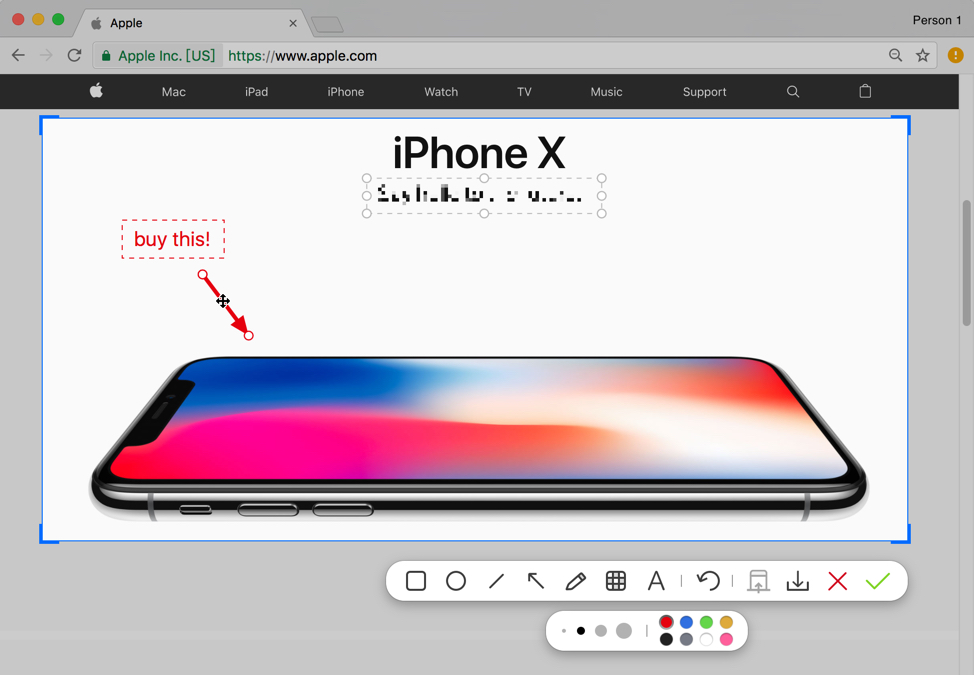 Apple
Person 1
Apple Inc. [US] https://www.apple.com
Mac iPad iPhone Watch TV Music Support
iPhone X
buy this!
A